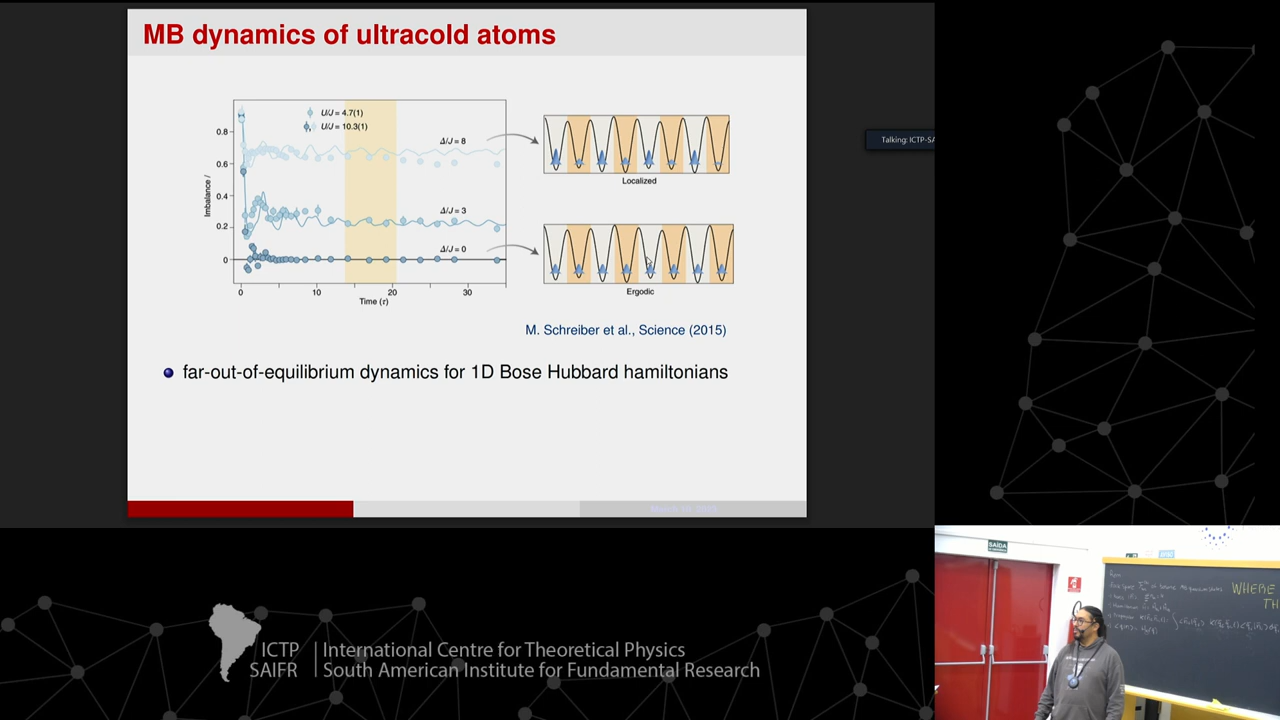 MB dynamics of ultracold atoms
U/J = 4.7(1)
U/J = 10.3(1)
0.8
0.6
0.4
0.2
0
Imbalance I
Δ/J = 8
Δ/J = 3
Δ/J = 0
0
10
20
30
Time (τ)
Localized
Ergodic
M. Schreiber et al., Science (2015)
far-out-of-equilibrium dynamics for 1D Bose Hubbard hamiltonians
Talking: ICTP-SA
SAÍDA
WHERE
TH
ICTP
SAIFR
International Centre for Theoretical Physics
South American Institute for Fundamental Research